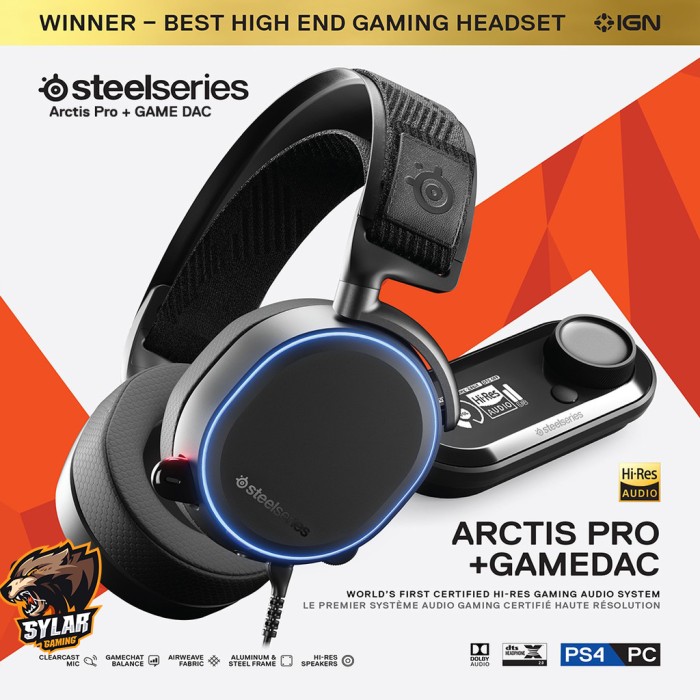 WINNER – BEST HIGH END GAMING HEADSET IGN
steelseries
Arctis Pro + GAME DAC
Hi-Res
AUDIO
steelseries
steelseries
Hi-Res
AUDIO
ARCTIS PRO
+GAMEDAC
WORLD'S FIRST CERTIFIED HI-RES GAMING AUDIO SYSTEM
LE PREMIER SYSTÈME AUDIO GAMING CERTIFIÉ HAUTE RÉSOLUTION
SYLAR
GAMING
CLEARCAST
MIC
GAMECHAT
BALANCE
AIRWEAVE
FABRIC
ALUMINUM &
STEEL FRAME
HI-RES
SPEAKERS
DOLBY
AUDIO
dts
HEADPHONE X
2.0
PS4 PC